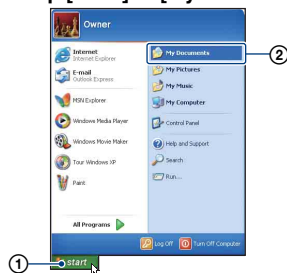 Owner
Internet
Internet Explorer
E-mail
Outlook Express
MSN Explorer
Windows Media Player
Windows Movie Maker
Tour Windows XP
Paint
All Programs
My Documents
My Pictures
My Music
My Computer
Control Panel
Help and Support
Search
Run...
Log Off
Turn Off Computer
start
1
2